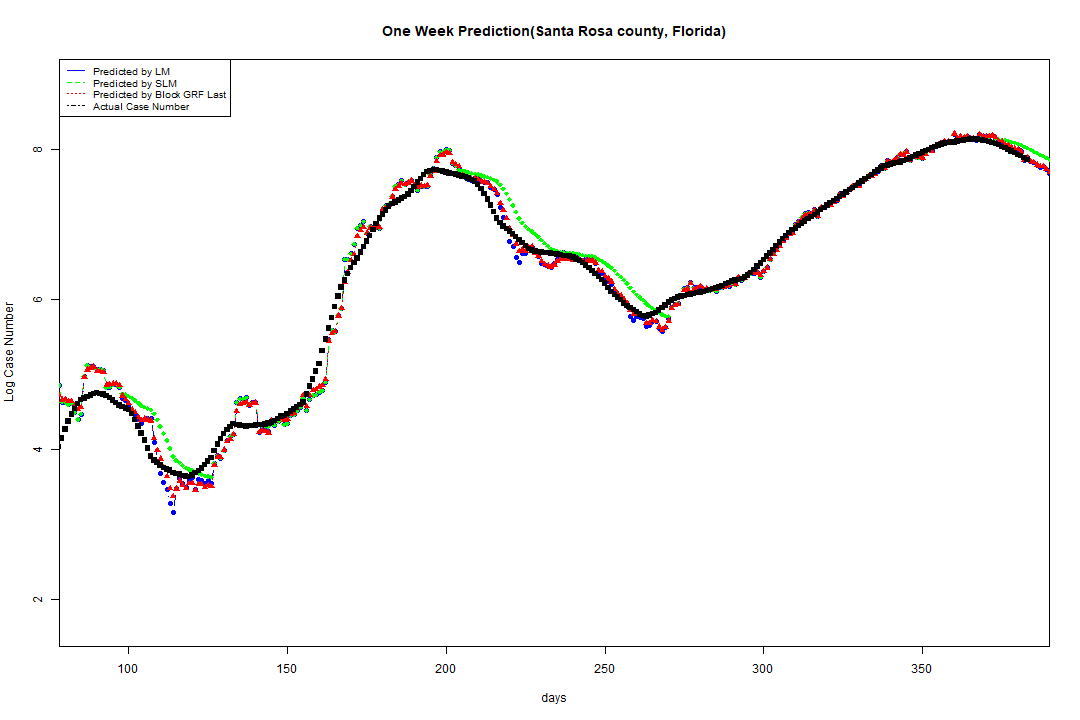 One Week Prediction(Santa Rosa county, Florida)
Predicted by LM
Predicted by SLM
Predicted by Block GRF Last
Actual Case Number
8
6
4
2
Log Case Number
100 150 200 250 300 350
days